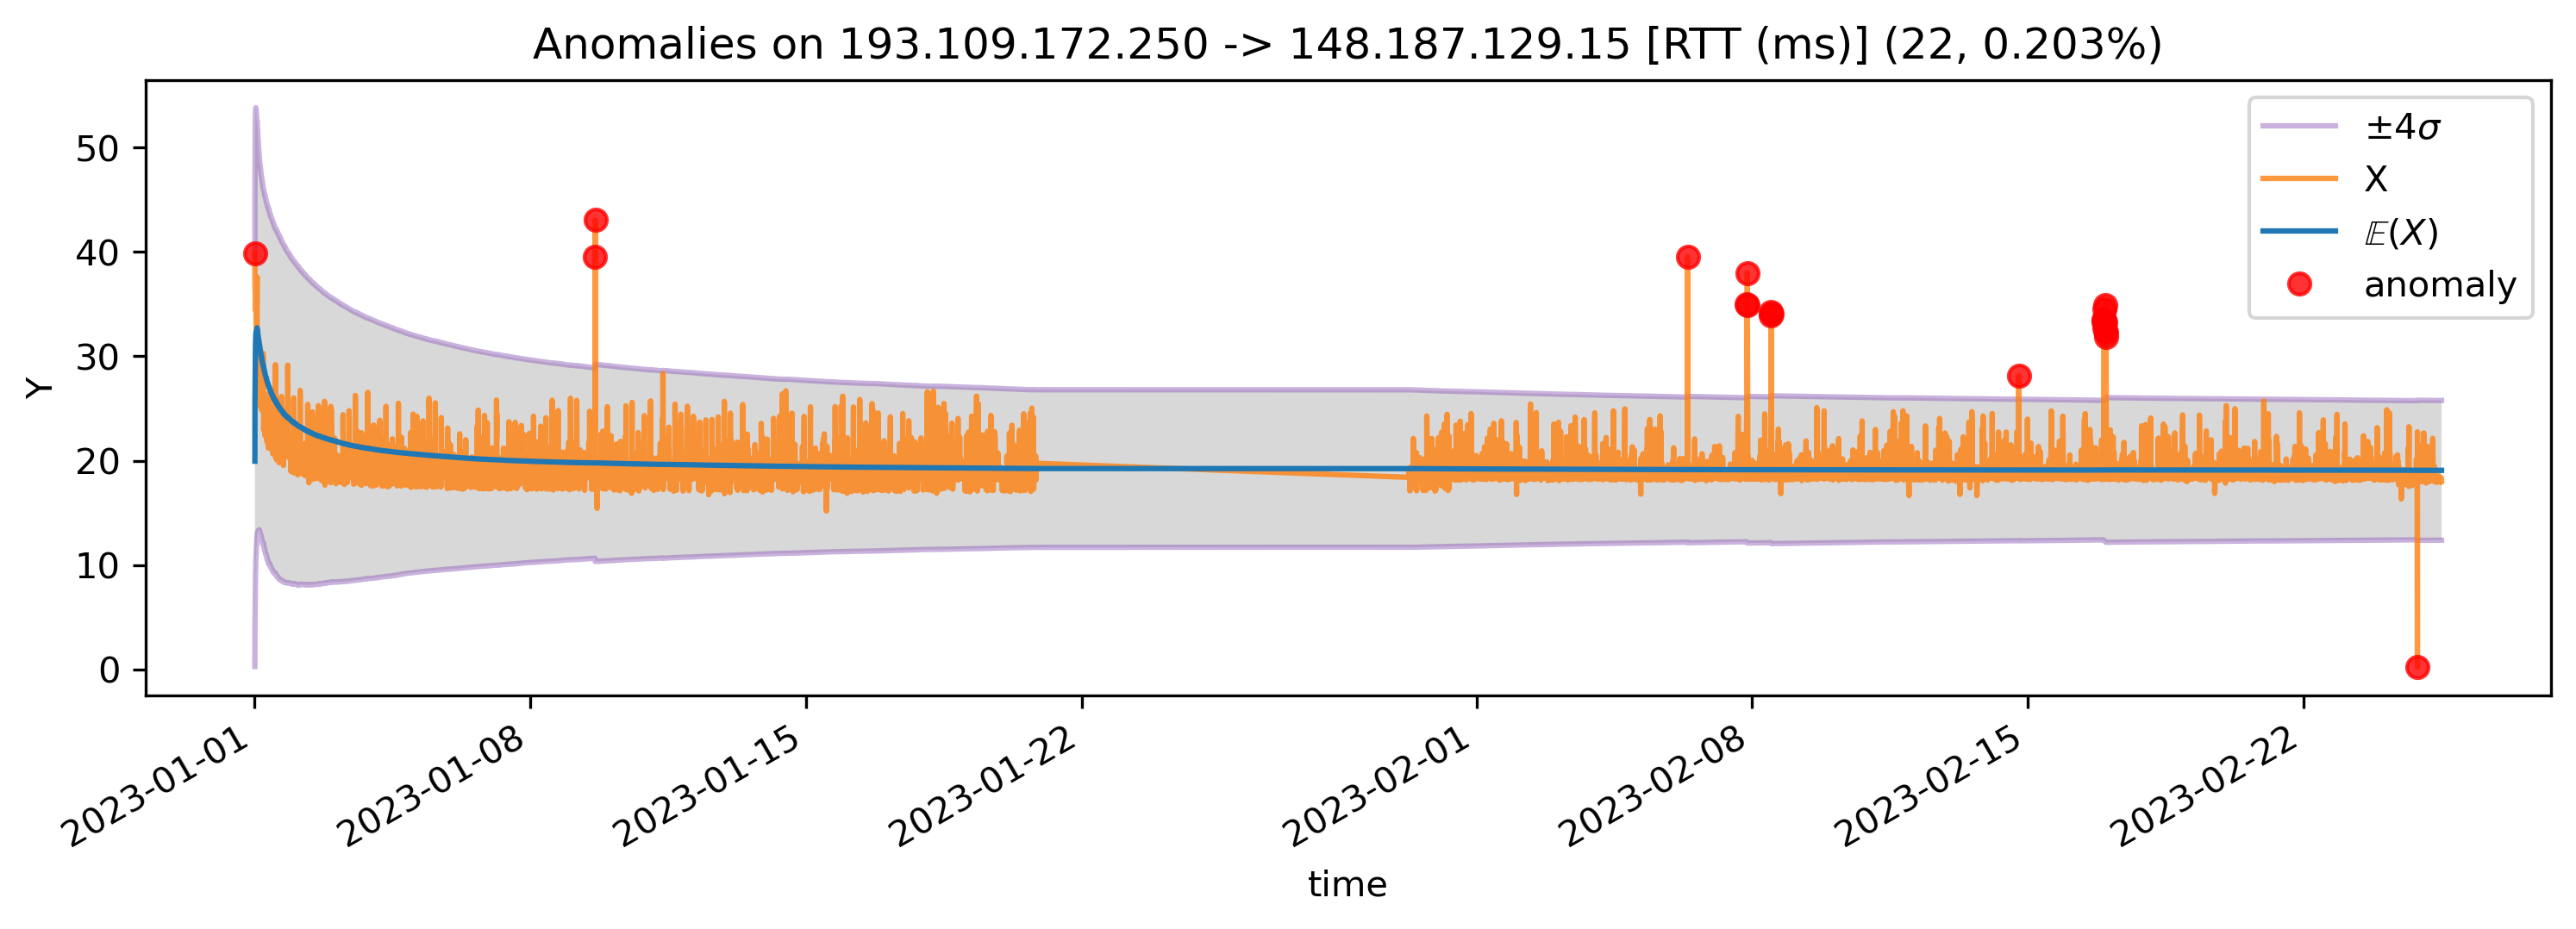 Anomalies on 193.109.172.250 -> 148.187.129.15 [RTT (ms)] (22, 0.203%)
±4σ
X
𝔼(X)
anomaly
Y
50
40
30
20
10
0
2023-01-01
2023-01-08
2023-01-15
2023-01-22
2023-02-01
2023-02-08
2023-02-15
2023-02-22
time